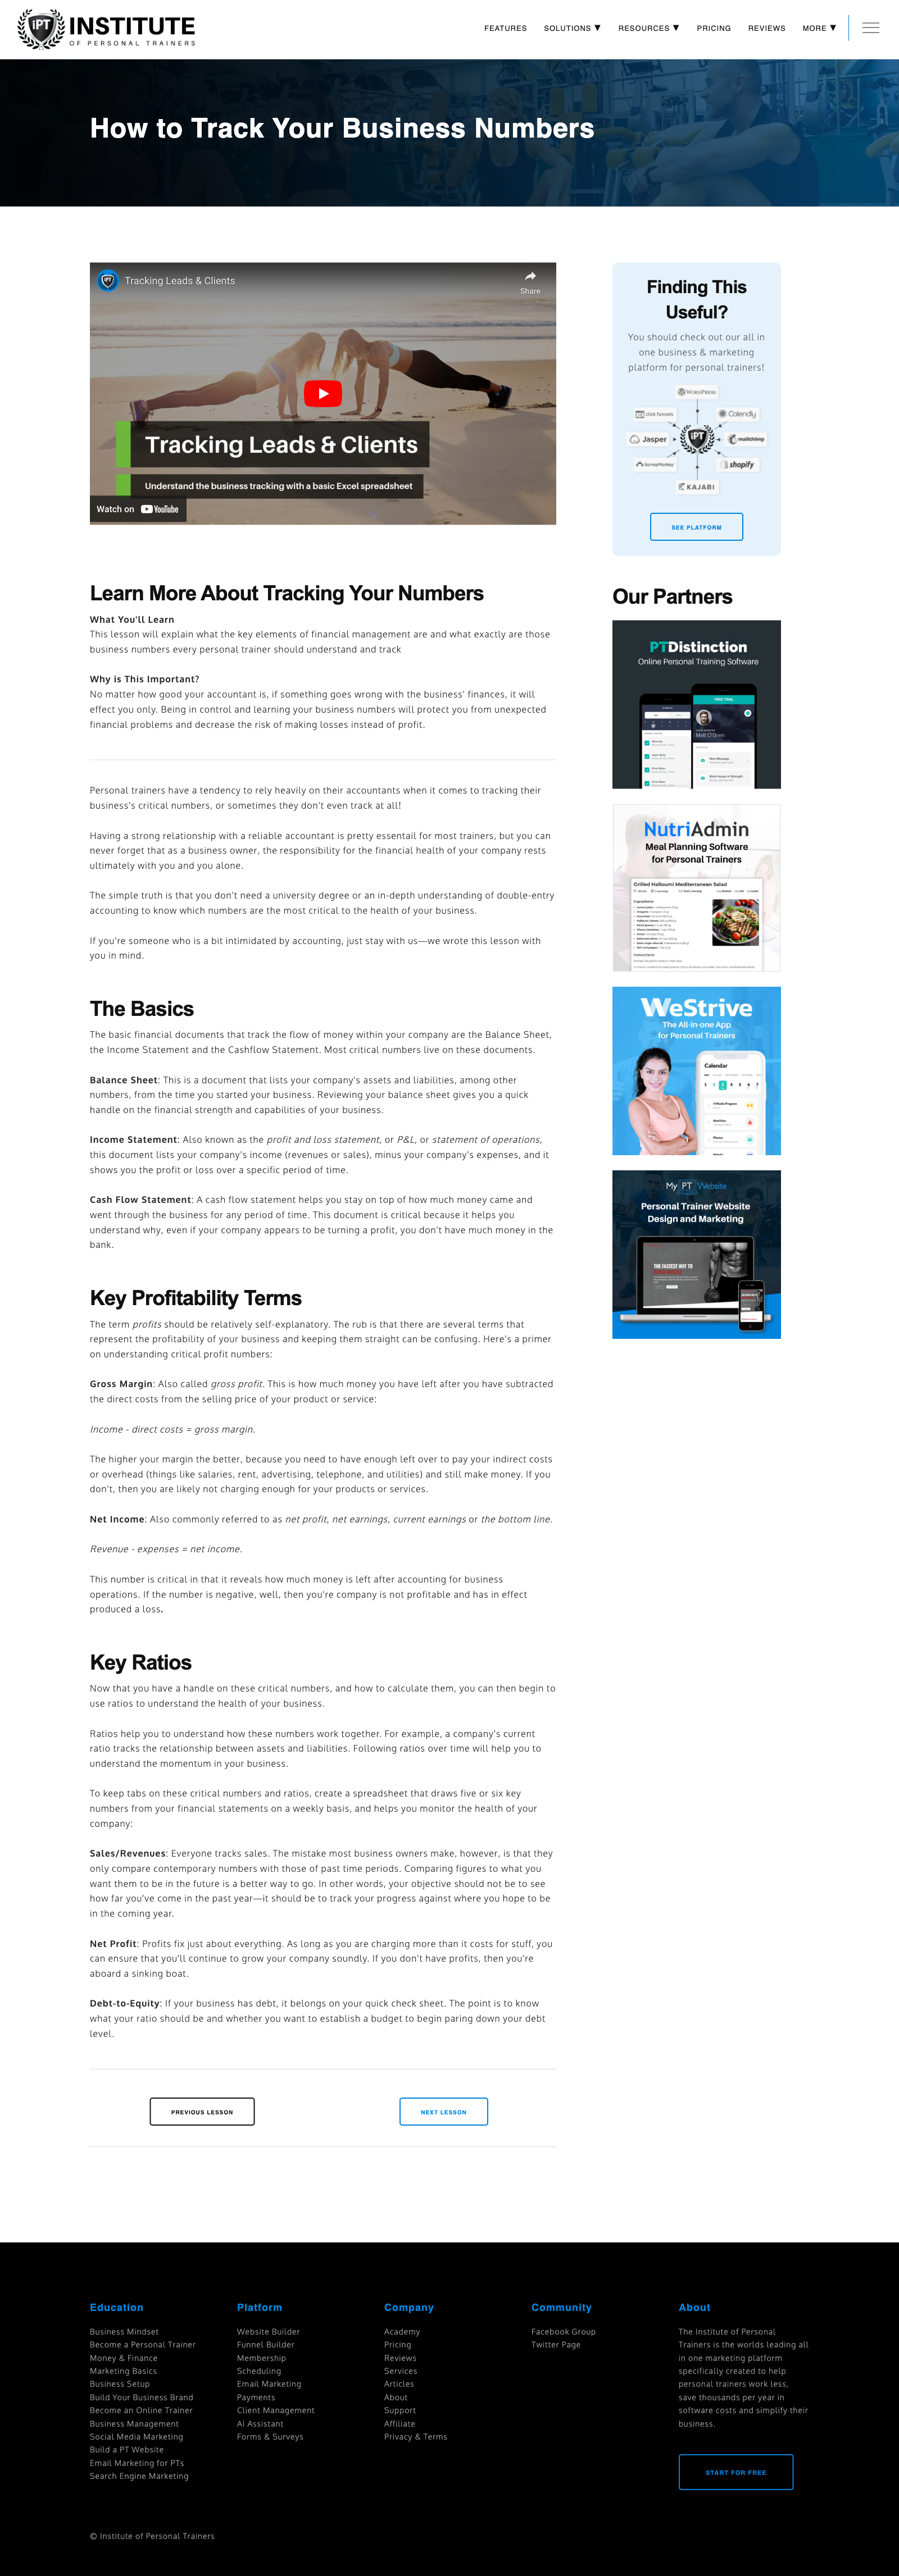 iPT INSTITUTE
OF PERSONAL TRAINERS
FEATURES SOLUTIONS ▼ RESOURCES ▼ PRICING REVIEWS MORE ▼
How to Track Your Business Numbers
Tracking Leads & Clients
Share
Tracking Leads & Clients
Understand the business tracking with a basic Excel spreadsheet
Watch on YouTube
Learn More About Tracking Your Numbers
What You'll Learn
This lesson will explain what the key elements of financial management are and what exactly are those
business numbers every personal trainer should understand and track
Why is This Important?
No matter how good your accountant is, if something goes wrong with the business' finances, it will
effect you only. Being in control and learning your business numbers will protect you from unexpected
financial problems and decrease the risk of making losses instead of profit.
Personal trainers have a tendency to rely heavily on their accountants when it comes to tracking their
business's critical numbers, or sometimes they don't even track at all!
Having a strong relationship with a reliable accountant is pretty essentail for most trainers, but you can
never forget that as a business owner, the responsibility for the financial health of your company rests
ultimately with you and you alone.
The simple truth is that you don't need a university degree or an in-depth understanding of double-entry
accounting to know which numbers are the most critical to the health of your business.
If you're someone who is a bit intimidated by accounting, just stay with us—we wrote this lesson with
you in mind.
The Basics
The basic financial documents that track the flow of money within your company are the Balance Sheet,
the Income Statement and the Cashflow Statement. Most critical numbers live on these documents.
Balance Sheet: This is a document that lists your company's assets and liabilities, among other
numbers, from the time you started your business. Reviewing your balance sheet gives you a quick
handle on the financial strength and capabilities of your business.
Income Statement: Also known as the profit and loss statement, or P&L, or statement of operations,
this document lists your company's income (revenues or sales), minus your company's expenses, and it
shows you the profit or loss over a specific period of time.
Cash Flow Statement: A cash flow statement helps you stay on top of how much money came and
went through the business for any period of time. This document is critical because it helps you
understand why, even if your company appears to be turning a profit, you don't have much money in the
bank.
Key Profitability Terms
The term profits should be relatively self-explanatory. The rub is that there are several terms that
represent the profitability of your business and keeping them straight can be confusing. Here's a primer
on understanding critical profit numbers:
Gross Margin: Also called gross profit. This is how much money you have left after you have subtracted
the direct costs from the selling price of your product or service:
Income - direct costs = gross margin.
The higher your margin the better, because you need to have enough left over to pay your indirect costs
or overhead (things like salaries, rent, advertising, telephone, and utilities) and still make money. If you
don't, then you are likely not charging enough for your products or services.
Net Income: Also commonly referred to as net profit, net earnings, current earnings or the bottom line.
Revenue - expenses = net income.
This number is critical in that it reveals how much money is left after accounting for business
operations. If the number is negative, well, then you're company is not profitable and has in effect
produced a loss.
Key Ratios
Now that you have a handle on these critical numbers, and how to calculate them, you can then begin to
use ratios to understand the health of your business.
Ratios help you to understand how these numbers work together. For example, a company's current
ratio tracks the relationship between assets and liabilities. Following ratios over time will help you to
understand the momentum in your business.
To keep tabs on these critical numbers and ratios, create a spreadsheet that draws five or six key
numbers from your financial statements on a weekly basis, and helps you monitor the health of your
company:
Sales/Revenues: Everyone tracks sales. The mistake most business owners make, however, is that they
only compare contemporary numbers with those of past time periods. Comparing figures to what you
want them to be in the future is a better way to go. In other words, your objective should not be to see
how far you've come in the past year—it should be to track your progress against where you hope to be
in the coming year.
Net Profit: Profits fix just about everything. As long as you are charging more than it costs for stuff, you
can ensure that you'll continue to grow your company soundly. If you don't have profits, then you're
aboard a sinking boat.
Debt-to-Equity: If your business has debt, it belongs on your quick check sheet. The point is to know
what your ratio should be and whether you want to establish a budget to begin paring down your debt
level.
PREVIOUS LESSON
NEXT LESSON
Finding This
Useful?
You should check out our all in
one business & marketing
platform for personal trainers!
WORDPRESS
click funnels
Calendly
Jasper
iPT
mailchimp
SurveyMonkey
shopify
KAJABI
SEE PLATFORM
Our Partners
PTDistinction
Online Personal Training Software
FREE TRIAL
Matt O'Brien
NutriAdmin
Meal Planning Software
for Personal Trainers
Grilled Halloumi Mediterranean Salad
Ingredients
Instructions
WeStrive
The All-in-one App
for Personal Trainers
Calendar
1 2 3 4 5 6 7
My PT Website
Personal Trainer Website
Design and Marketing
THE FASTEST WAY TO
Education
Business Mindset
Become a Personal Trainer
Money & Finance
Marketing Basics
Business Setup
Build Your Business Brand
Become an Online Trainer
Business Management
Social Media Marketing
Build a PT Website
Email Marketing for PTs
Search Engine Marketing
Platform
Website Builder
Funnel Builder
Membership
Scheduling
Email Marketing
Payments
Client Management
AI Assistant
Forms & Surveys
Company
Academy
Pricing
Reviews
Services
Articles
About
Support
Affiliate
Privacy & Terms
Community
Facebook Group
Twitter Page
About
The Institute of Personal
Trainers is the worlds leading all
in one marketing platform
specifically created to help
personal trainers work less,
save thousands per year in
software costs and simplify their
business.
START FOR FREE
© Institute of Personal Trainers